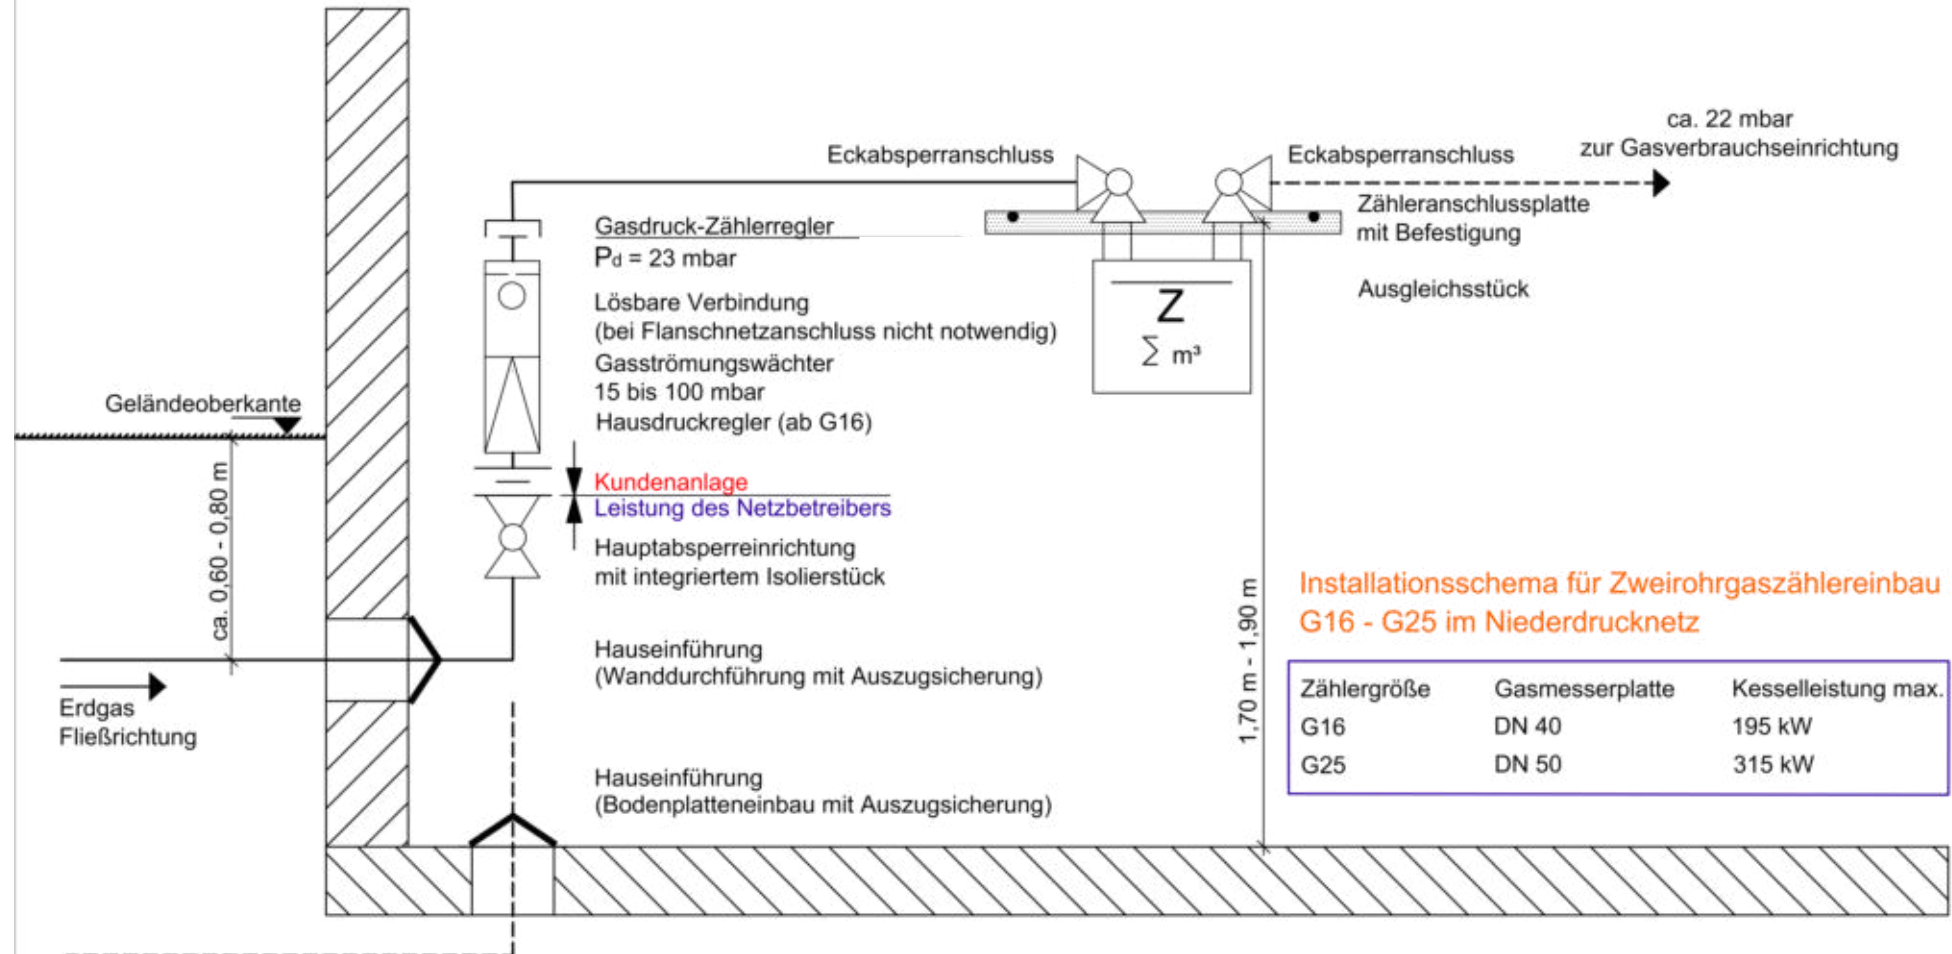 ca. 22 mbar
zur Gasverbrauchseinrichtung
Eckabsperranschluss
Eckabsperranschluss
Zähleranschlussplatte
mit Befestigung
Ausgleichsstück
Gasdruck-Zählerregler
Pd = 23 mbar
Lösbare Verbindung
(bei Flanschnetzanschluss nicht notwendig)
Gasströmungswächter
15 bis 100 mbar
Hausdruckregler (ab G16)
Z
∑ m³
Geländeoberkante
ca. 0,60 - 0,80 m
Kundenanlage
Leistung des Netzbetreibers
Hauptabsperreinrichtung
mit integriertem Isolierstück
Hauseinführung
(Wanddurchführung mit Auszugsicherung)
Erdgas
Fließrichtung
Hauseinführung
(Bodenplatteneinbau mit Auszugsicherung)
1,70 m - 1,90 m
Installationsschema für Zweirohrgaszählereinbau
G16 - G25 im Niederdrucknetz
Zählergröße Gasmesserplatte Kesselleistung max.
G16 DN 40 195 kW
G25 DN 50 315 kW